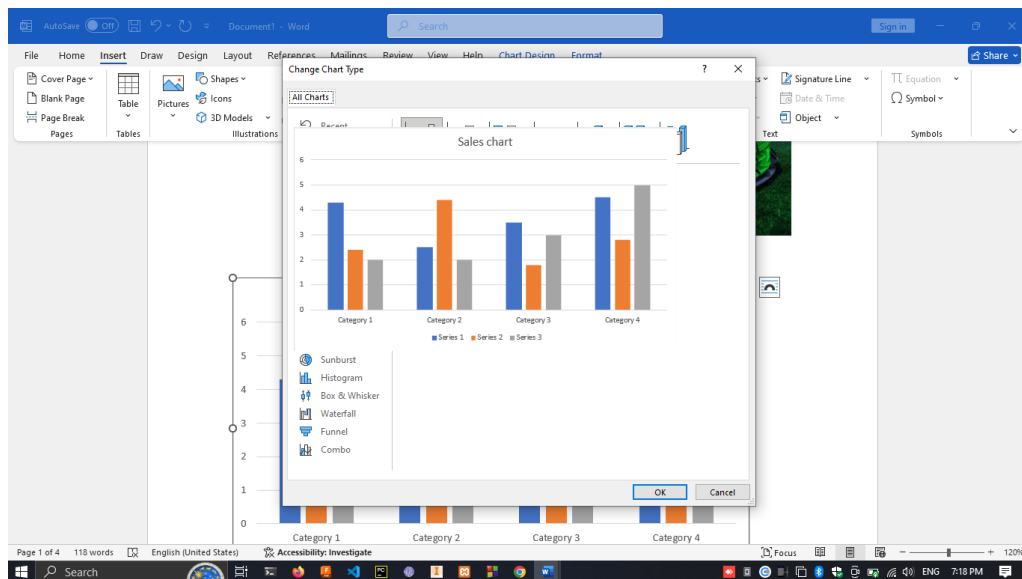 AutoSave Off Document1 - Word Search Sign in
File Home Insert Draw Design Layout References Mailings Review View Help Chart Design Format Share
Cover Page
Blank Page
Page Break
Pages
Table
Tables
Pictures
Shapes
Icons
3D Models
Illustrations
Signature Line
Date & Time
Object
Text
Equation
Symbol
Symbols
Change Chart Type ?
All Charts
Recent
Sales chart
6
5
4
3
2
1
0
Category 1 Category 2 Category 3 Category 4
Series 1 Series 2 Series 3
Sunburst
Histogram
Box & Whisker
Waterfall
Funnel
Combo
OK Cancel
6
5
4
3
2
1
0
Category 1 Category 2 Category 3 Category 4
Page 1 of 4 118 words English (United States) Accessibility: Investigate Focus 120%
Search ENG 7:18 PM